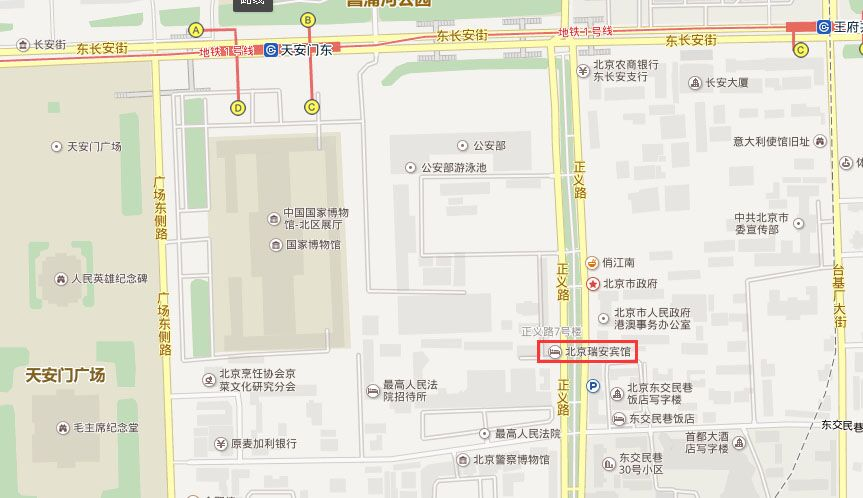 路线
菖蒲河公园
A
B
长安街
东长安街
地铁1号线
天安门东
东长安街
地铁1号线
东长安街
王府井
C
D
C
北京农商银行
东长安支行
长安大厦
天安门广场
公安部
公安部游泳池
意大利使馆旧址
正义路
广场东侧路
中国国家博物
馆-北区展厅
国家博物馆
中共北京市
委宣传部
俏江南
北京市政府
人民英雄纪念碑
正义路
台基厂大街
广场东侧路
北京市人民政府
港澳事务办公室
正义路7号楼
北京瑞安宾馆
天安门广场
北京烹饪协会京
菜文化研究分会
最高人民法
院招待所
正义路
P
北京东交民巷
饭店写字楼
东交民巷饭店
毛主席纪念堂
原麦加利银行
最高人民法院
首都大酒
店写字楼
东交民巷
北京警察博物馆
东交民巷
30号小区